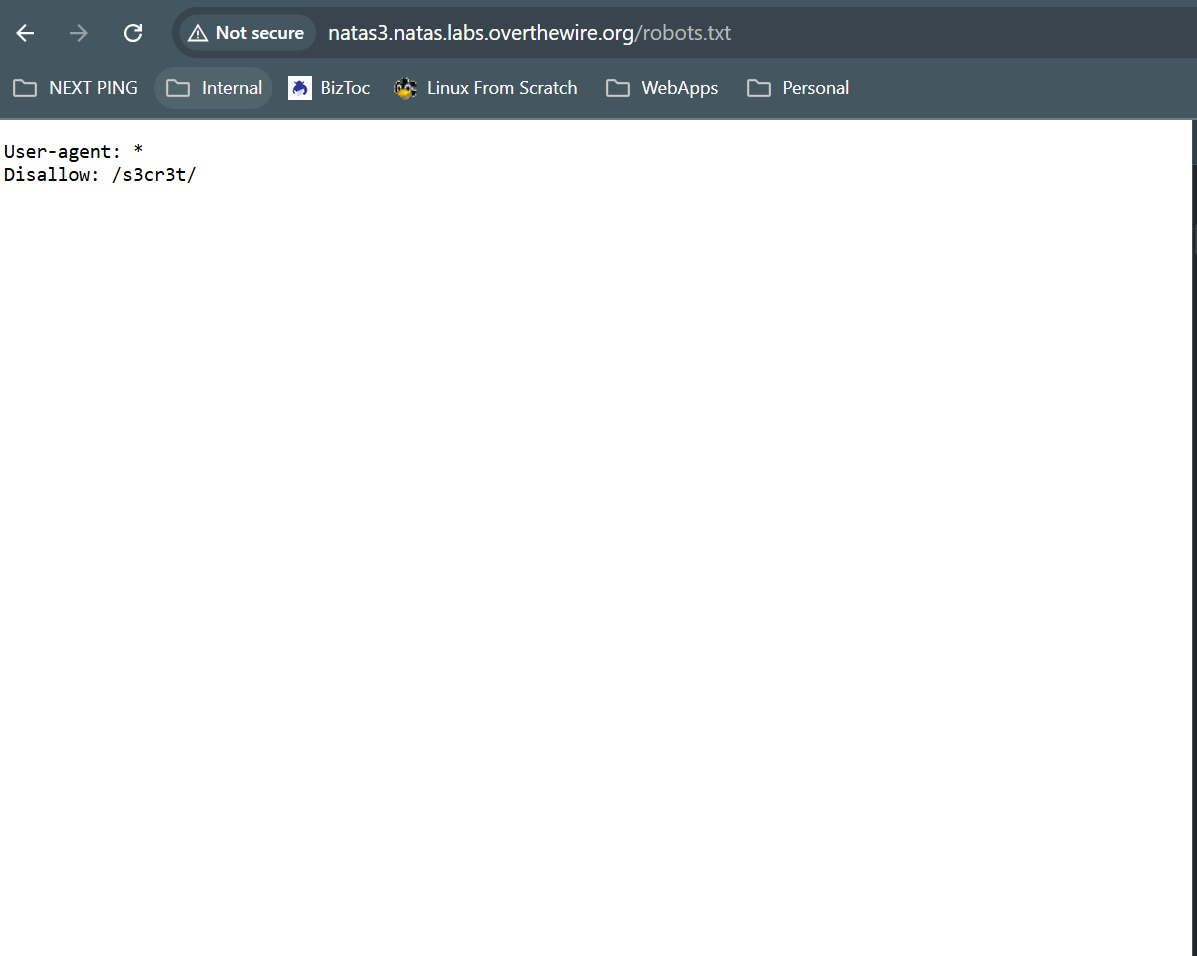 Not secure natas3.natas.labs.overthewire.org/robots.txt
NEXT PING Internal BizToc Linux From Scratch WebApps Personal
User-agent: *
Disallow: /s3cr3t/